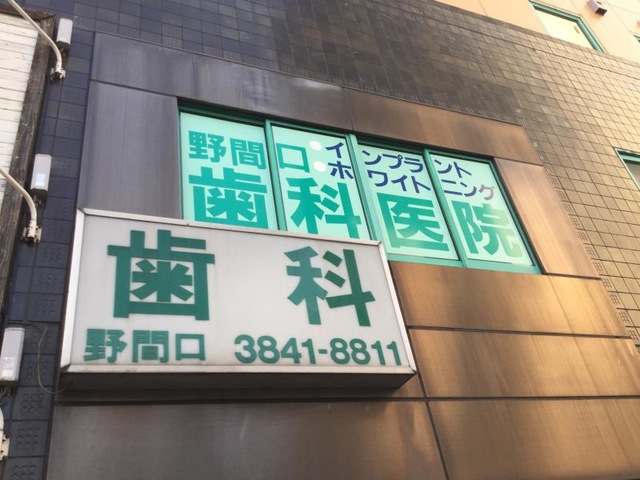 野間口
・インプラント
・ホワイトニング
歯科医院
歯科
野間口 3841-8811